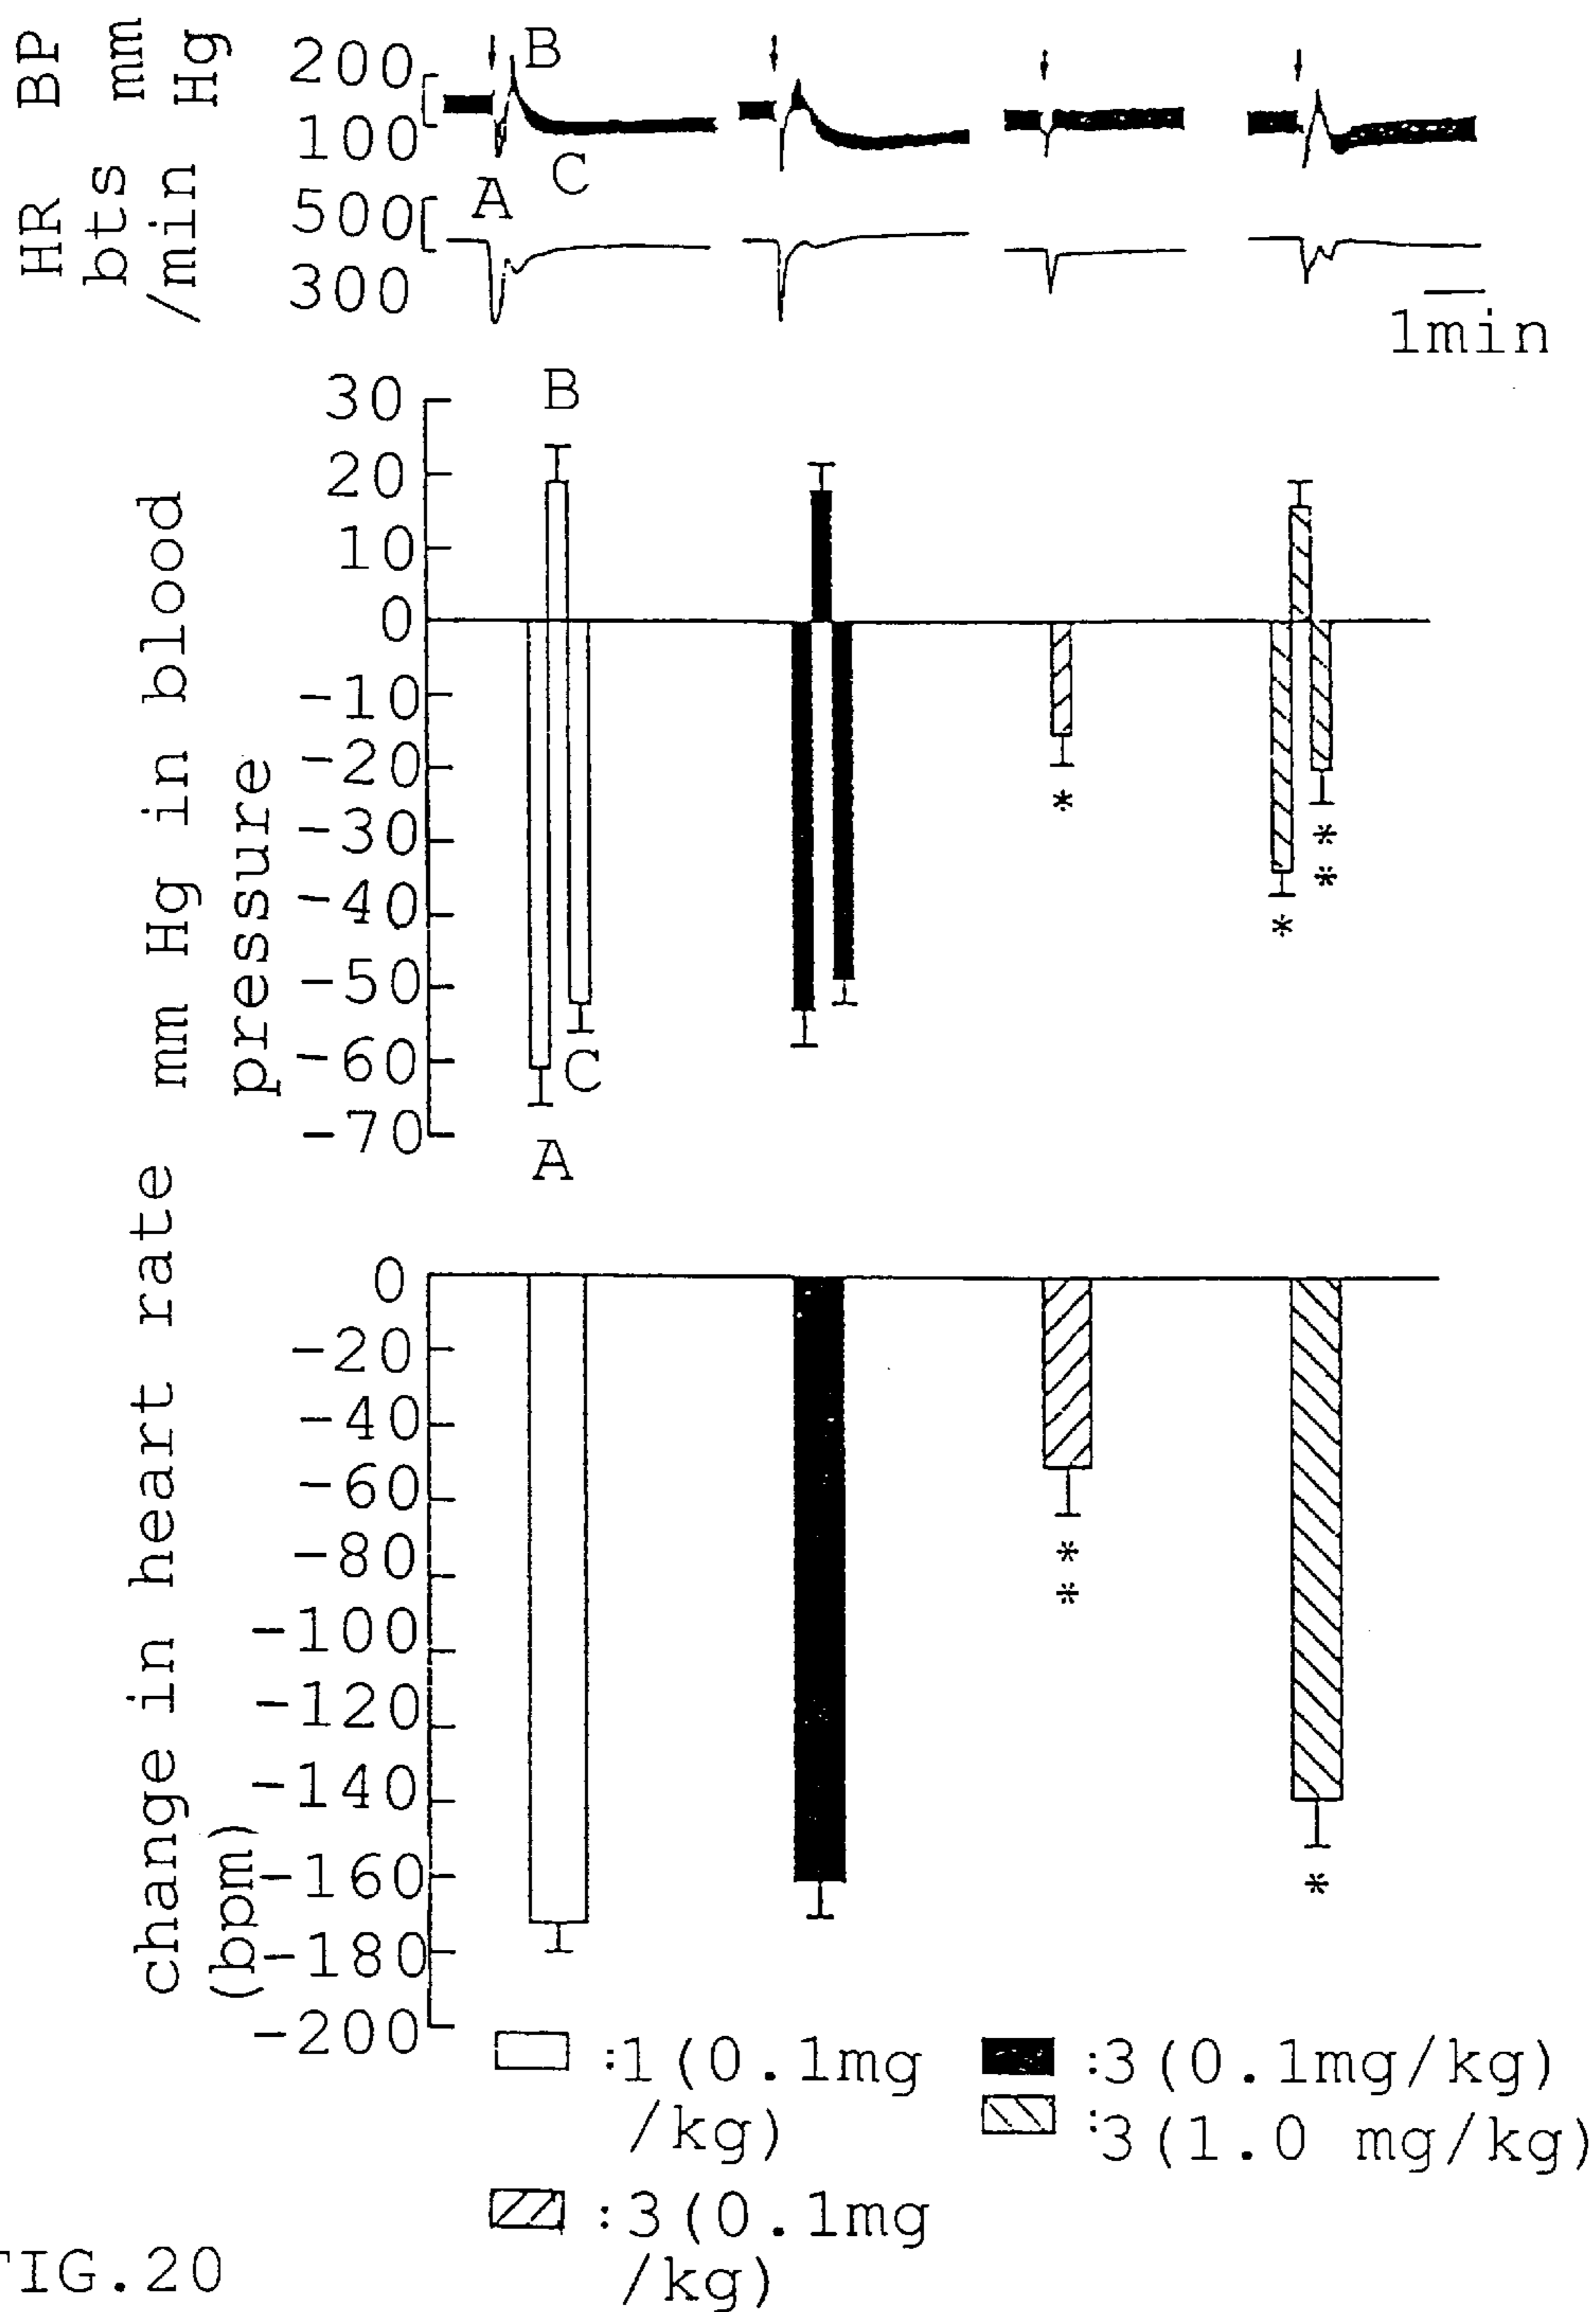 BP mm Hg
HR bts /min
200
100
500
300
A
B
C
1min
mm Hg in blood
pressure
30
20
10
0
-10
-20
-30
-40
-50
-60
-70
B
C
A
*
*
*
*
*
change in heart rate
(bpm)
0
-20
-40
-60
-80
-100
-120
-140
-160
-180
-200
*
*
*
:1(0.1mg
/kg)
:3(0.1mg/kg)
:3(1.0 mg/kg)
:3(0.1mg
/kg)
FIG.20